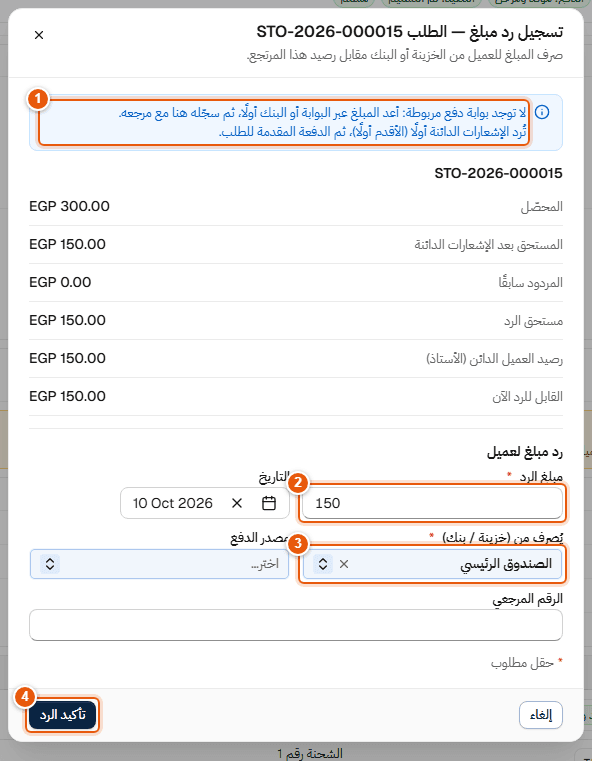 تسجيل رد مبلغ — الطلب STO-2026-000015
صرف المبلغ للعميل من الخزينة أو البنك مقابل رصيد هذا المرتجع.
1
لا توجد بوابة دفع مربوطة: أعد المبلغ عبر البوابة أو البنك أولًا، ثم سجّله هنا مع مرجعه.
تُرد الإشعارات الدائنة أولًا (الأقدم أولًا)، ثم الدفعة المقدمة للطلب.
STO-2026-000015
المحصّل EGP 300.00
المستحق بعد الإشعارات الدائنة EGP 150.00
المردود سابقًا EGP 0.00
مستحق الرد EGP 150.00
رصيد العميل الدائن (الأستاذ) EGP 150.00
القابل للرد الآن EGP 150.00
رد مبلغ لعميل
مبلغ الرد * التاريخ
2
150 10 Oct 2026
يُصرف من (خزينة / بنك) * مصدر الدفع
3
الصندوق الرئيسي اختر...
الرقم المرجعي
* حقل مطلوب
4
إلغاء تأكيد الرد
الشحنة رقم 1